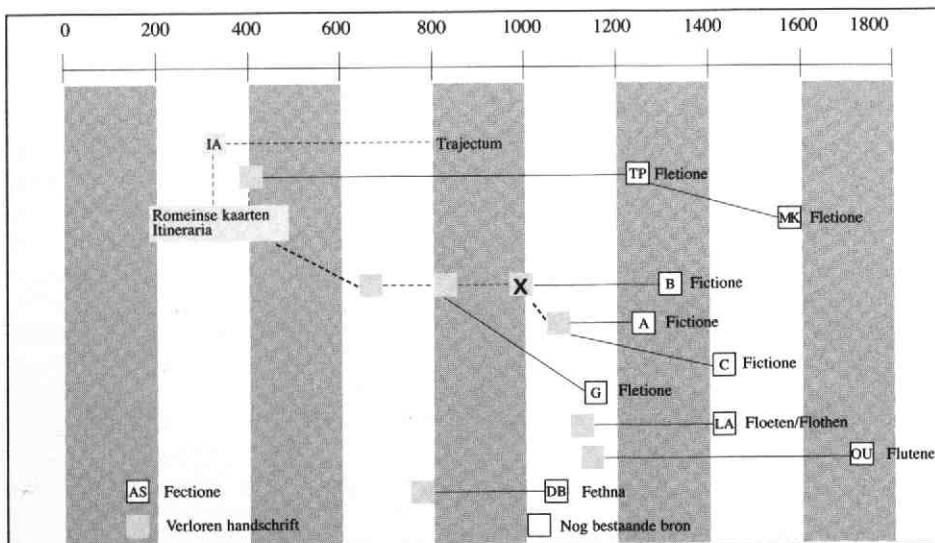 0 200 400 600 800 1000 1200 1400 1600 1800
IA Trajectum
TP Fletione
Romeinse kaarten
Itineraria
MK Fletione
X
B Fictione
A Fictione
C Fictione
G Fletione
LA Floeten/Flothen
OU Flutene
AS Fectione
DB Fethna
Verloren handschrift
Nog bestaande bron